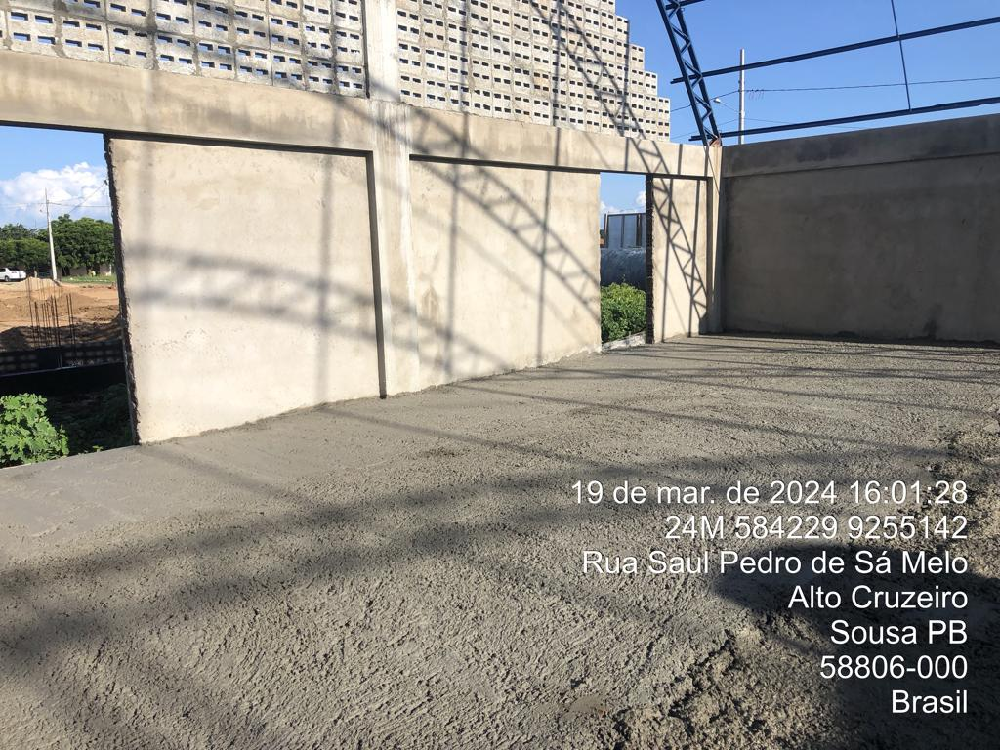 19 de mar. de 2024 16:01:28
24M 584229 9255142
Rua Saul Pedro de Sá Melo
Alto Cruzeiro
Sousa PB
58806-000
Brasil